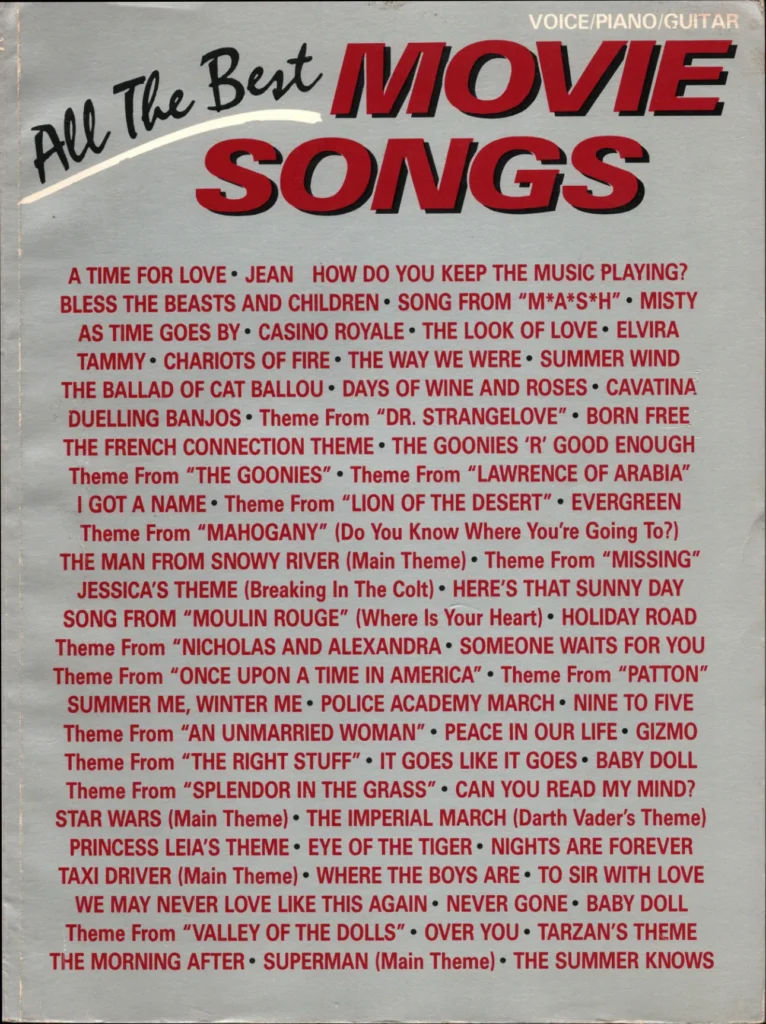 VOICE/PIANO/GUITAR
All The Best MOVIE
SONGS
A TIME FOR LOVE • JEAN HOW DO YOU KEEP THE MUSIC PLAYING?
BLESS THE BEASTS AND CHILDREN • SONG FROM "M*A*S*H" • MISTY
AS TIME GOES BY • CASINO ROYALE • THE LOOK OF LOVE • ELVIRA
TAMMY • CHARIOTS OF FIRE • THE WAY WE WERE • SUMMER WIND
THE BALLAD OF CAT BALLOU • DAYS OF WINE AND ROSES • CAVATINA
DUELLING BANJOS • Theme From "DR. STRANGELOVE" • BORN FREE
THE FRENCH CONNECTION THEME • THE GOONIES 'R' GOOD ENOUGH
Theme From "THE GOONIES" • Theme From "LAWRENCE OF ARABIA"
I GOT A NAME • Theme From "LION OF THE DESERT" • EVERGREEN
Theme From "MAHOGANY" (Do You Know Where You're Going To?)
THE MAN FROM SNOWY RIVER (Main Theme) • Theme From "MISSING"
JESSICA'S THEME (Breaking In The Colt) • HERE'S THAT SUNNY DAY
SONG FROM "MOULIN ROUGE" (Where Is Your Heart) • HOLIDAY ROAD
Theme From "NICHOLAS AND ALEXANDRA • SOMEONE WAITS FOR YOU
Theme From "ONCE UPON A TIME IN AMERICA" • Theme From "PATTON"
SUMMER ME, WINTER ME • POLICE ACADEMY MARCH • NINE TO FIVE
Theme From "AN UNMARRIED WOMAN" • PEACE IN OUR LIFE • GIZMO
Theme From "THE RIGHT STUFF" • IT GOES LIKE IT GOES • BABY DOLL
Theme From "SPLENDOR IN THE GRASS" • CAN YOU READ MY MIND?
STAR WARS (Main Theme) • THE IMPERIAL MARCH (Darth Vader's Theme)
PRINCESS LEIA'S THEME • EYE OF THE TIGER • NIGHTS ARE FOREVER
TAXI DRIVER (Main Theme) • WHERE THE BOYS ARE • TO SIR WITH LOVE
WE MAY NEVER LOVE LIKE THIS AGAIN • NEVER GONE • BABY DOLL
Theme From "VALLEY OF THE DOLLS" • OVER YOU • TARZAN'S THEME
THE MORNING AFTER • SUPERMAN (Main Theme) • THE SUMMER KNOWS